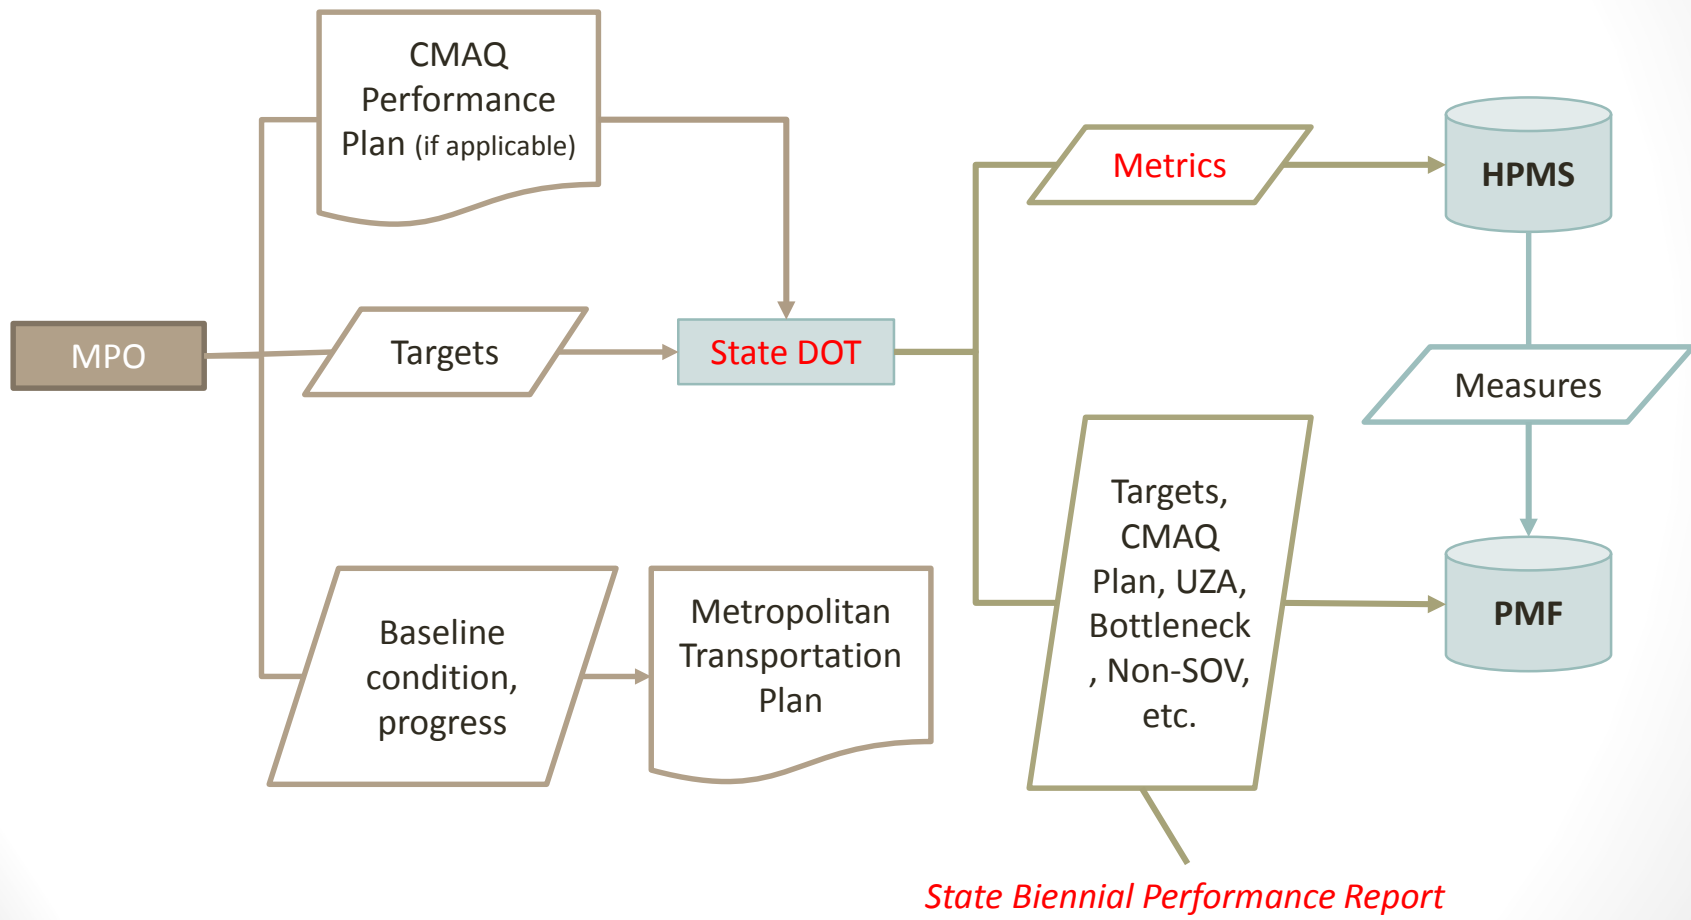 CMAQ
Performance
Plan (if applicable)
MPO
Targets
State DOT
Baseline
condition,
progress
Metropolitan
Transportation
Plan
Metrics
HPMS
Measures
Targets,
CMAQ
Plan, UZA,
Bottleneck
, Non-SOV,
etc.
PMF
State Biennial Performance Report